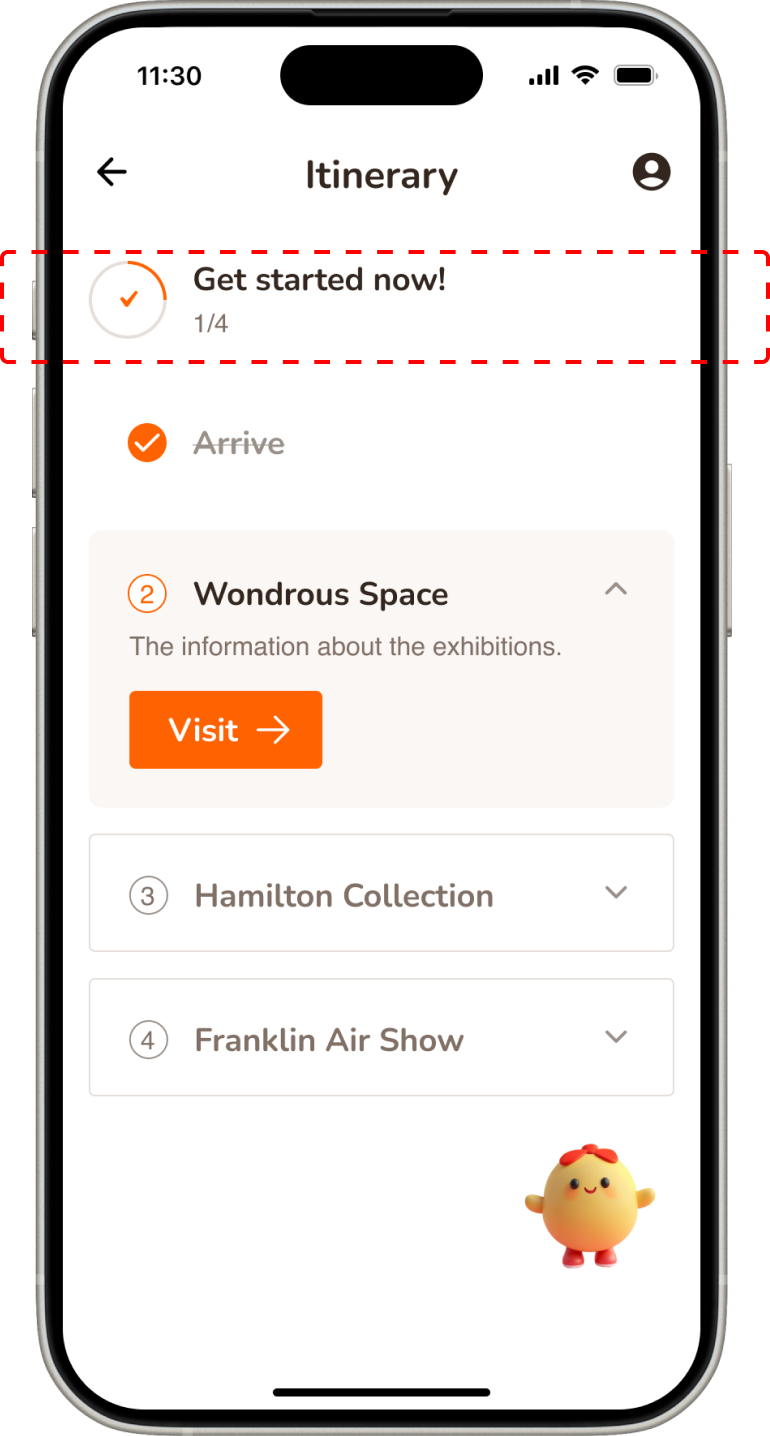 11:30
Itinerary
Get started now!
1/4
Arrive
2 Wondrous Space
The information about the exhibitions.
Visit
3 Hamilton Collection
4 Franklin Air Show